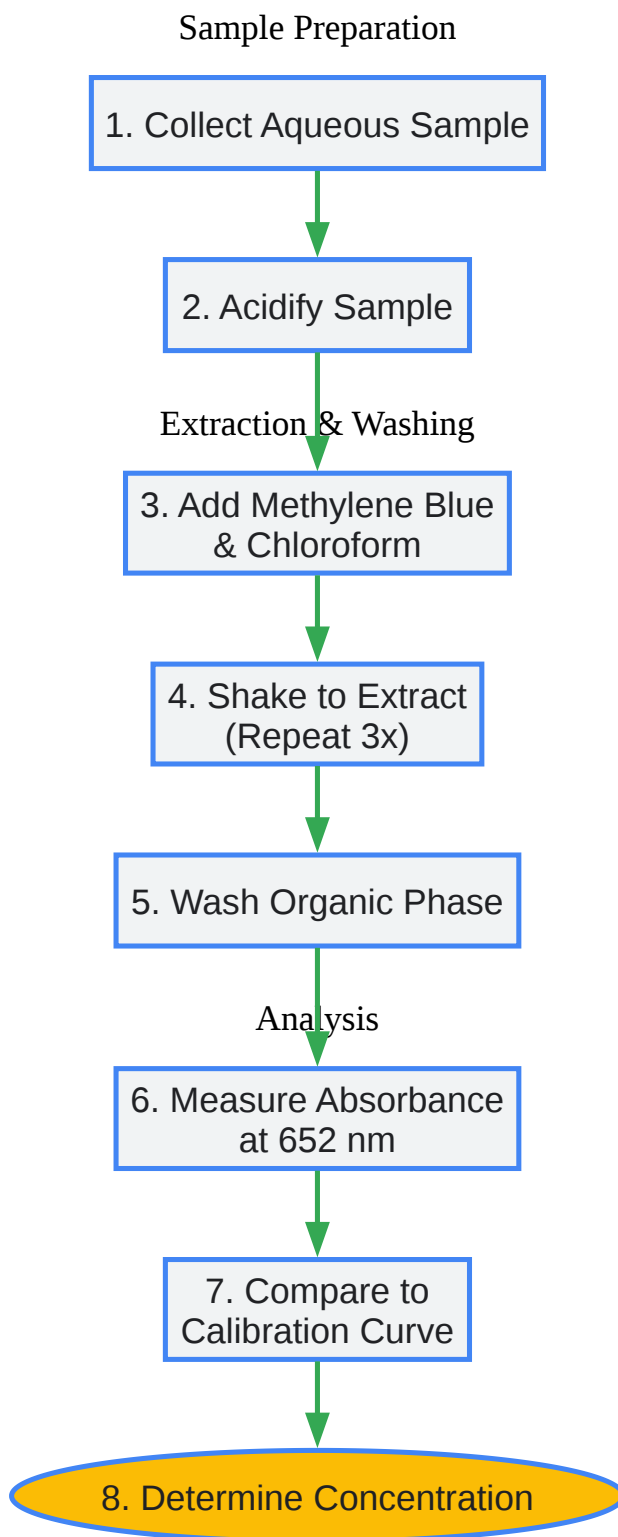 Sample Preparation
1. Collect Aqueous Sample
2. Acidify Sample
Extraction & Washing
3. Add Methylene Blue
& Chloroform
4. Shake to Extract
(Repeat 3x)
5. Wash Organic Phase
Analysis
6. Measure Absorbance
at 652 nm
7. Compare to
Calibration Curve
8. Determine Concentration